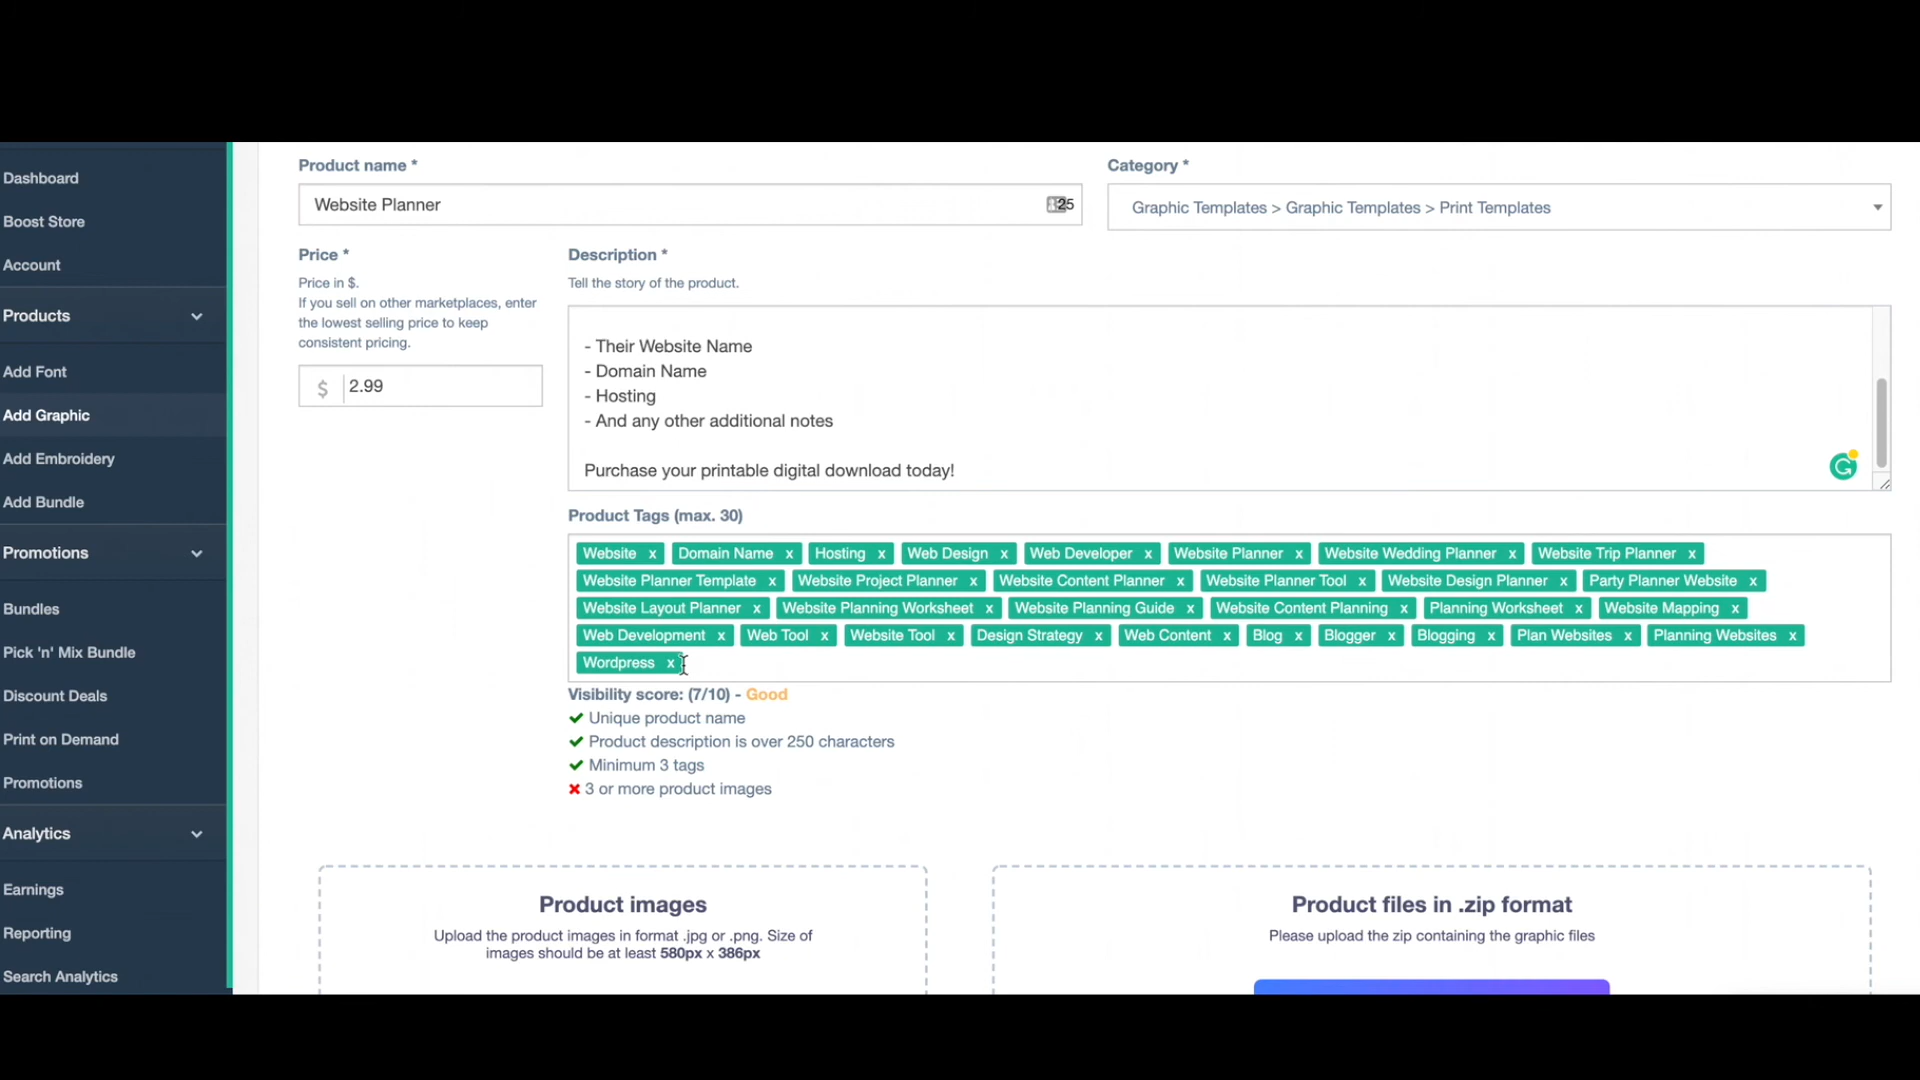 Dashboard
Boost Store
Account
Products
Add Font
Add Graphic
Add Embroidery
Add Bundle
Promotions
Bundles
Pick 'n' Mix Bundle
Discount Deals
Print on Demand
Promotions
Analytics
Earnings
Reporting
Search Analytics
Product name *
Website Planner
25
Category *
Graphic Templates > Graphic Templates > Print Templates
Price *
Price in $.
If you sell on other marketplaces, enter
the lowest selling price to keep
consistent pricing.
$ 2.99
Description *
Tell the story of the product.
- Their Website Name
- Domain Name
- Hosting
- And any other additional notes
Purchase your printable digital download today!
Product Tags (max. 30)
Website x Domain Name x Hosting x Web Design x Web Developer x Website Planner x Website Wedding Planner x Website Trip Planner x
Website Planner Template x Website Project Planner x Website Content Planner x Website Planner Tool x Website Design Planner x Party Planner Website x
Website Layout Planner x Website Planning Worksheet x Website Planning Guide x Website Content Planning x Planning Worksheet x Website Mapping x
Web Development x Web Tool x Website Tool x Design Strategy x Web Content x Blog x Blogger x Blogging x Plan Websites x Planning Websites x
Wordpress x
Visibility score: (7/10) - Good
Unique product name
Product description is over 250 characters
Minimum 3 tags
3 or more product images
Product images
Upload the product images in format .jpg or .png. Size of
images should be at least 580px x 386px
Product files in .zip format
Please upload the zip containing the graphic files